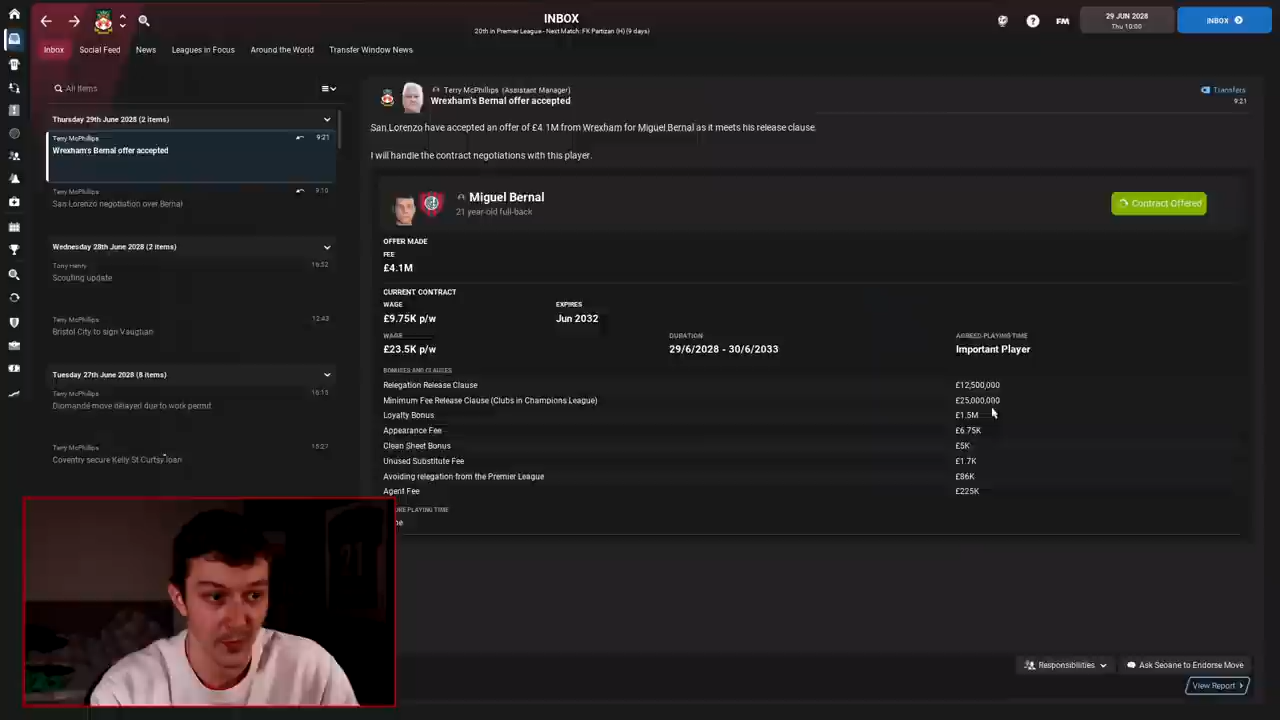 INBOX
20th in Premier League - Next Match: FK Partizan (H) (9 days)
FM
29 JUN 2028
Thu 10:00
INBOX
Inbox
Social Feed
News
Leagues in Focus
Around the World
Transfer Window News
All Items
Thursday 29th June 2028 (2 items)
Terry McPhillips
9:21
Wrexham's Bernal offer accepted
Terry McPhillips
9:10
San Lorenzo negotiation over Bernal
Wednesday 28th June 2028 (2 items)
Tony Henry
16:52
Scouting update
Terry McPhillips
12:43
Bristol City to sign Vaughan
Tuesday 27th June 2028 (8 items)
Terry McPhillips
16:15
Diomandé move delayed due to work permit
Terry McPhillips
15:27
Coventry secure Kelly St Curtsy loan
Terry McPhillips (Assistant Manager)
Wrexham's Bernal offer accepted
Transfers
9:21
San Lorenzo have accepted an offer of £4.1M from Wrexham for Miguel Bernal as it meets his release clause.
I will handle the contract negotiations with this player.
Miguel Bernal
21 year-old full-back
Contract Offered
OFFER MADE
FEE
£4.1M
CURRENT CONTRACT
WAGE
EXPIRES
£9.75K p/w
Jun 2032
WAGE
DURATION
AGREED PLAYING TIME
£23.5K p/w
29/6/2028 - 30/6/2033
Important Player
BONUSES AND CLAUSES
Relegation Release Clause
£12,500,000
Minimum Fee Release Clause (Clubs in Champions League)
£25,000,000
Loyalty Bonus
£1.5M
Appearance Fee
£6.75K
Clean Sheet Bonus
£5K
Unused Substitute Fee
£1.7K
Avoiding relegation from the Premier League
£86K
Agent Fee
£225K
PLAYING TIME
Responsibilities
Ask Seoane to Endorse Move
View Report